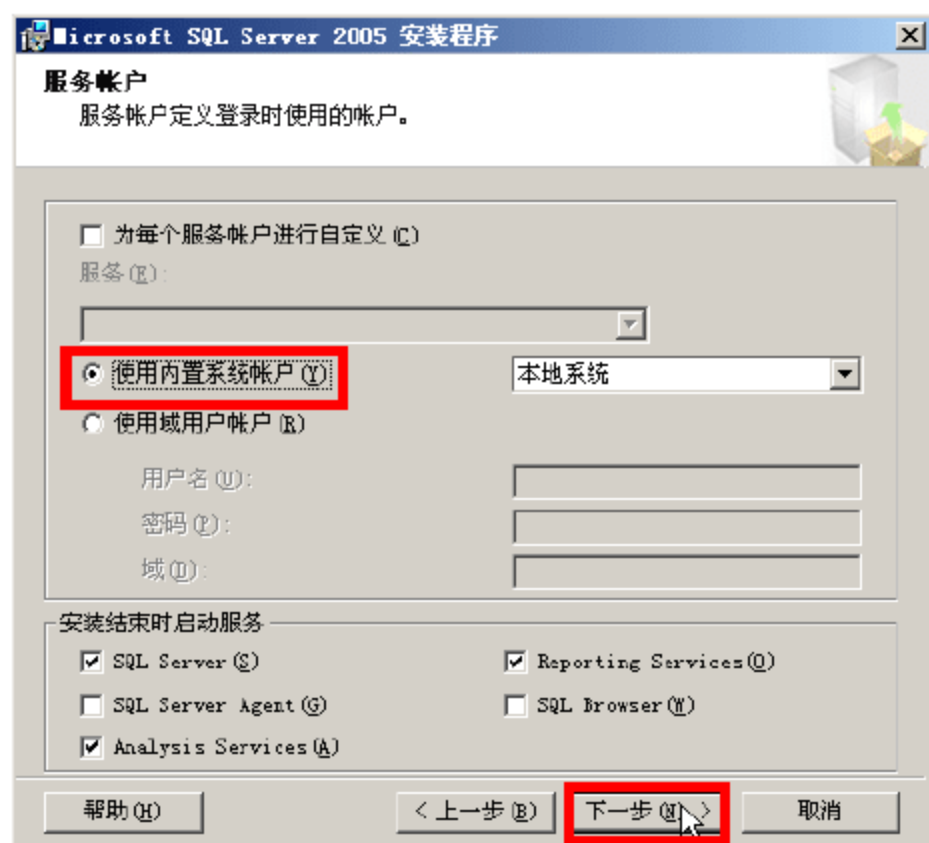 Microsoft SQL Server 2005 安装程序
服务帐户
服务帐户定义登录时使用的帐户。
为每个服务帐户进行自定义(C)
服务(E):
使用内置系统帐户(Y)
本地系统
使用域用户帐户(R)
用户名(U):
密码(P):
域(D):
安装结束时启动服务
SQL Server(S)
Reporting Services(O)
SQL Server Agent(G)
SQL Browser(W)
Analysis Services(A)
帮助(H)
< 上一步(B)
下一步(N) >
取消